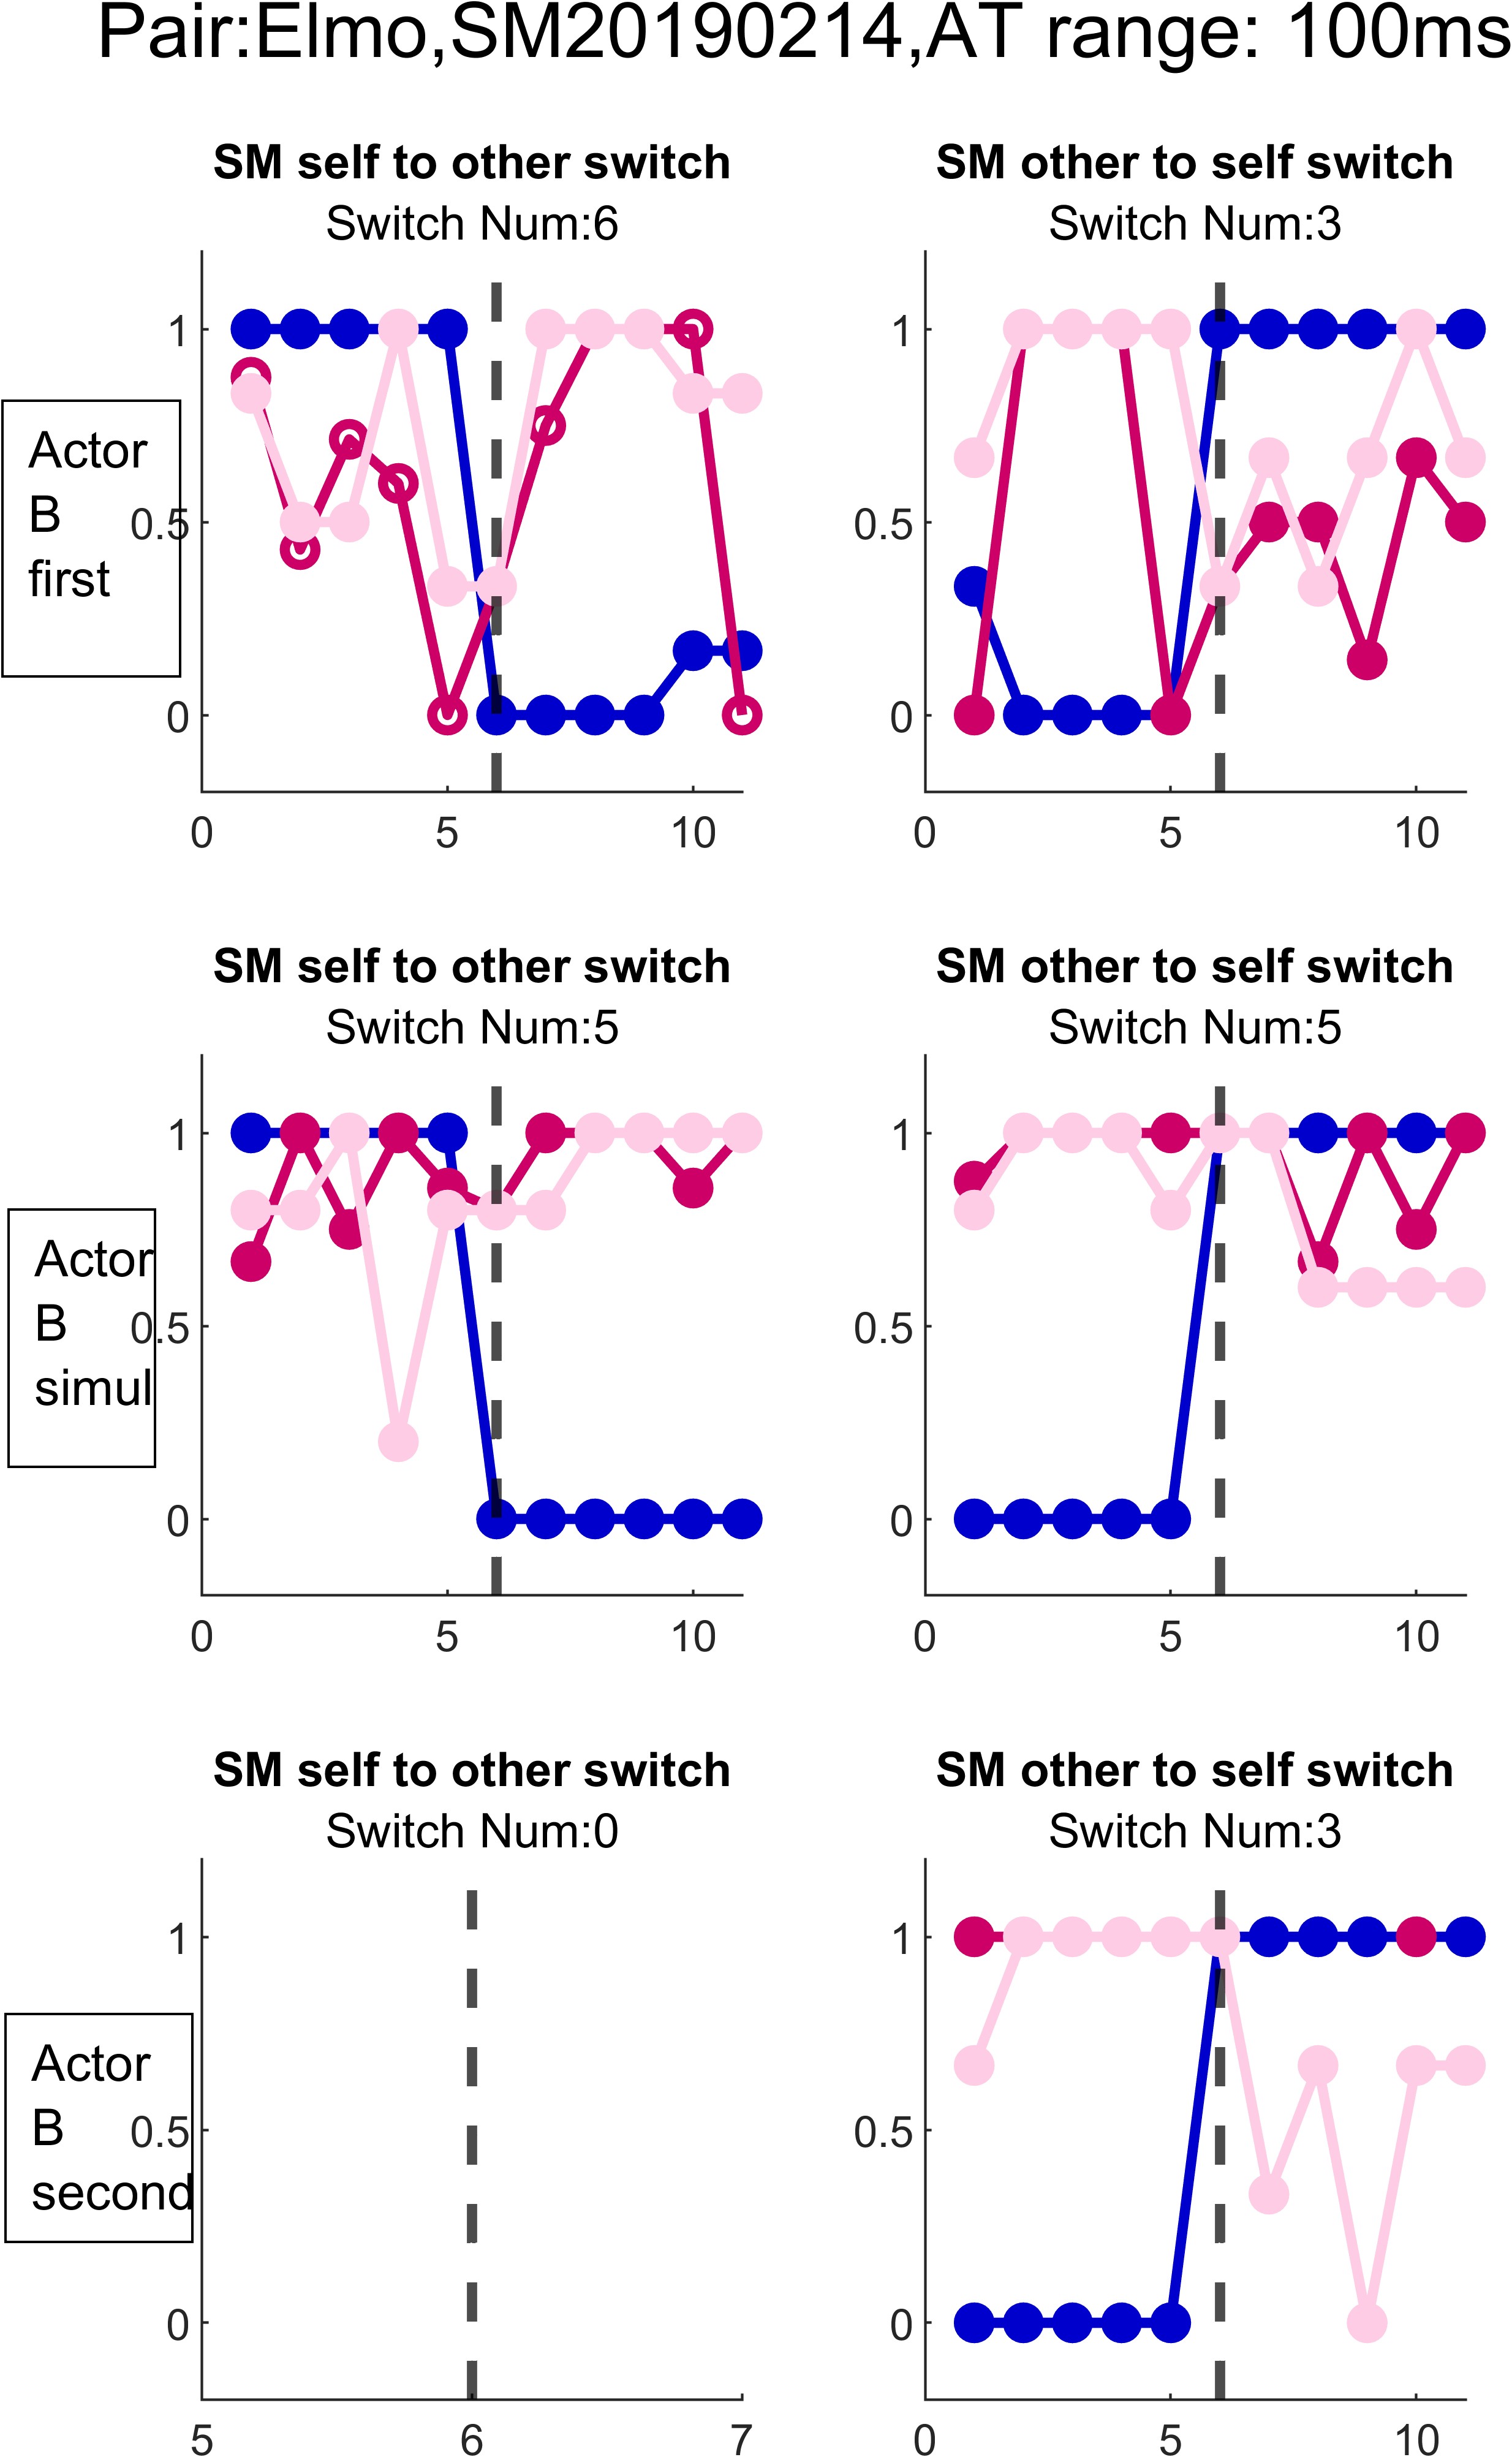 Pair:Elmo,SM20190214,AT range: 100ms
SM self to other switch
Switch Num:6
1
0.5
0
0 5 10
Actor
B
first
SM other to self switch
Switch Num:3
1
0.5
0
0 5 10
SM self to other switch
Switch Num:5
1
0.5
0
0 5 10
Actor
B
simul
SM other to self switch
Switch Num:5
1
0.5
0
0 5 10
SM self to other switch
Switch Num:0
1
0.5
0
5 6 7
Actor
B
second
SM other to self switch
Switch Num:3
1
0.5
0
0 5 10